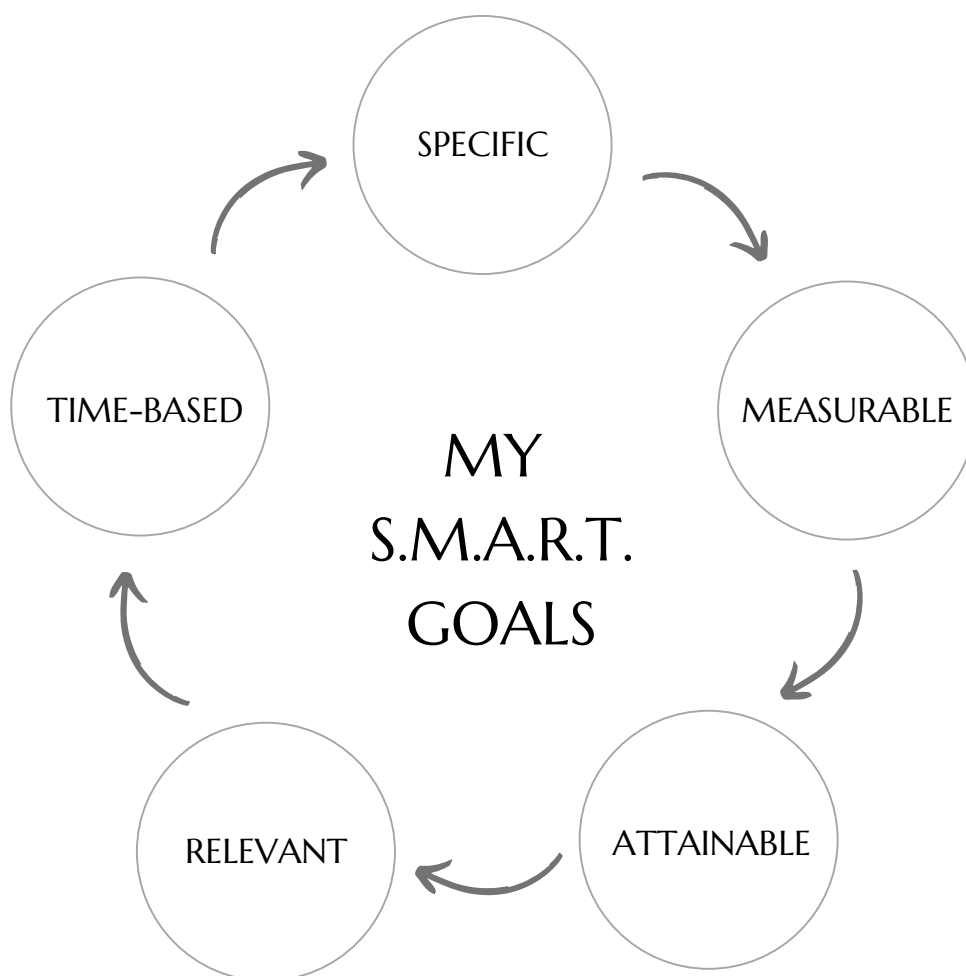 SPECIFIC
MEASURABLE
ATTAINABLE
RELEVANT
TIME-BASED
MY
S.M.A.R.T.
GOALS